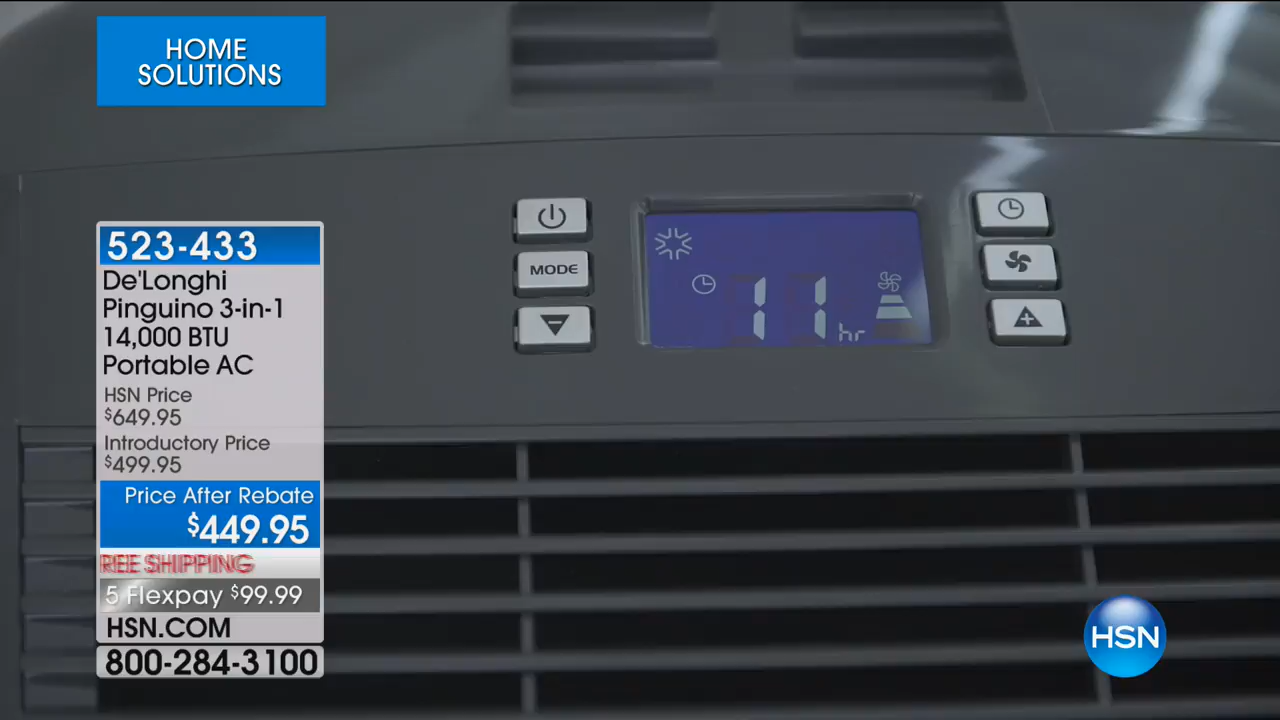 HOME
SOLUTIONS
523-433
De'Longhi
Pinguino 3-in-1
14,000 BTU
Portable AC
HSN Price
$649.95
Introductory Price
$499.95
Price After Rebate
$449.95
REE SHIPPING
5 Flexpay $99.99
HSN.COM
800-284-3100
MODE
11 hr
HSN